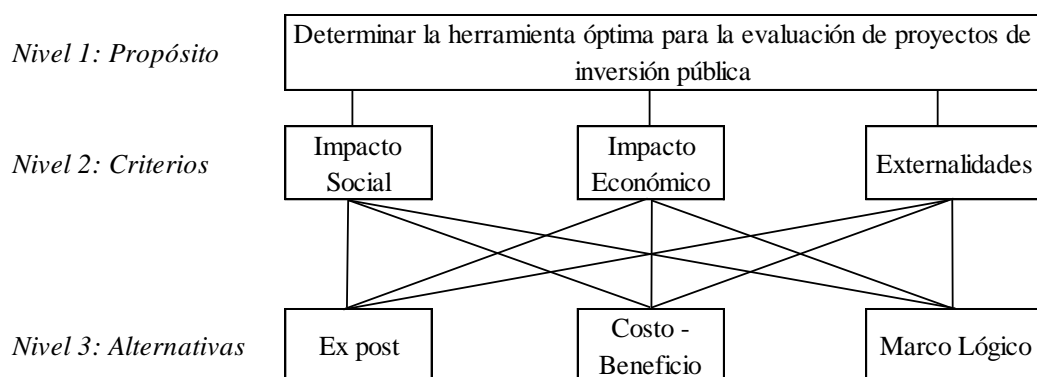 Nivel 1: Propósito
Determinar la herramienta óptima para la evaluación de proyectos de
inversión pública
Nivel 2: Criterios
Impacto
Social
Impacto
Económico
Externalidades
Nivel 3: Alternativas
Ex post
Costo -
Beneficio
Marco Lógico